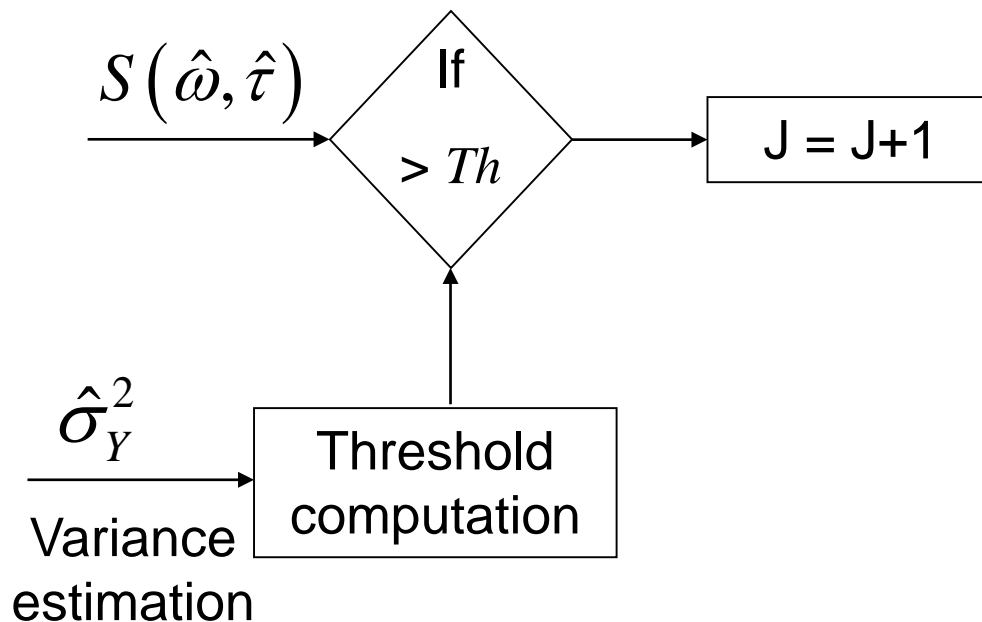 S(ω̂, τ̂)
If
> Th
J = J+1
σ̂²_Y
Threshold
computation
Variance
estimation